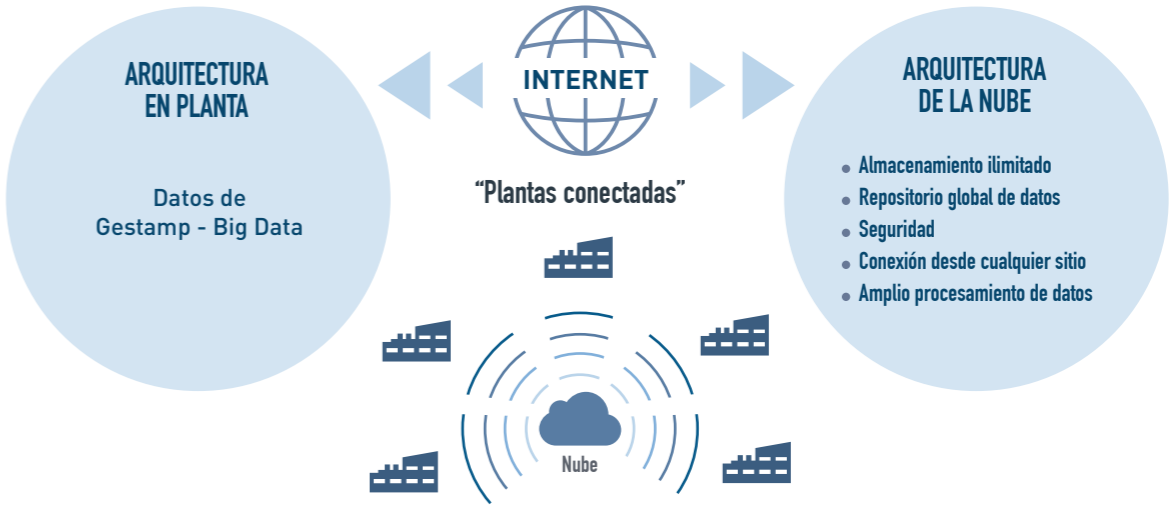 ARQUITECTURA
EN PLANTA
Datos de
Gestamp - Big Data
INTERNET
“Plantas conectadas”
Nube
ARQUITECTURA
DE LA NUBE
• Almacenamiento ilimitado
• Repositorio global de datos
• Seguridad
• Conexión desde cualquier sitio
• Amplio procesamiento de datos